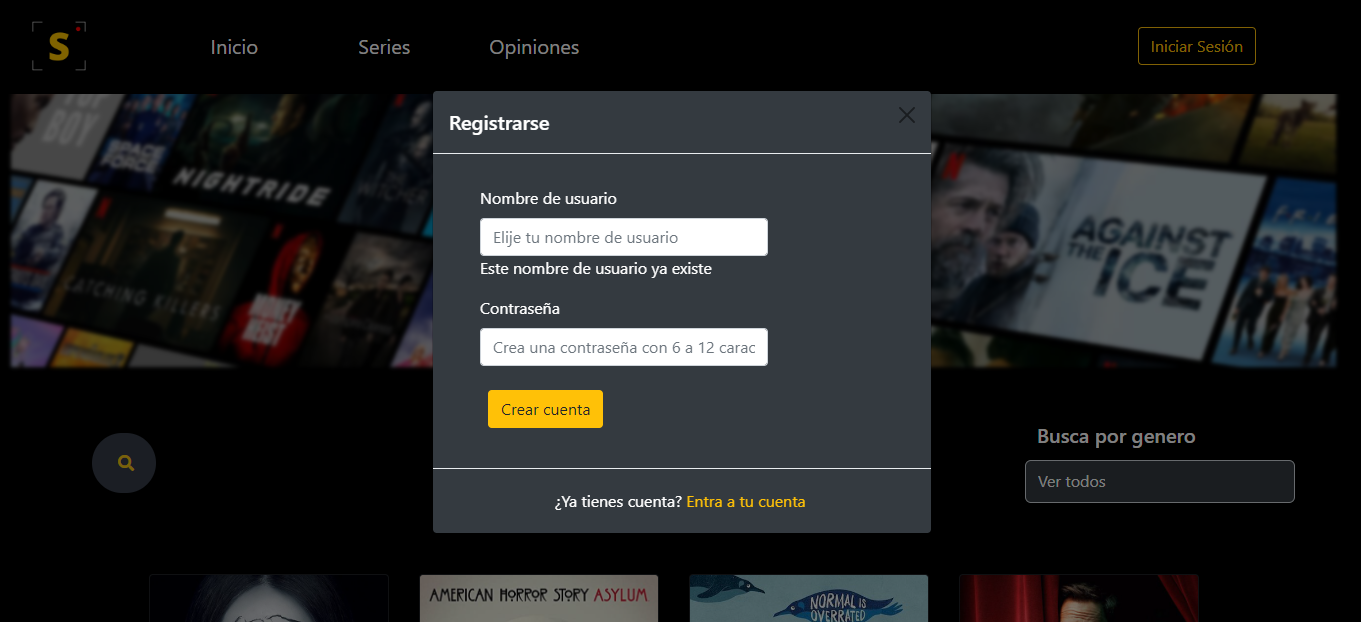 S
Inicio
Series
Opiniones
Iniciar Sesión
BOY
SPACE
FORCE
NIGHTRIDE
CATCHING KILLERS
MONEY
HEIST
AGAINST
THE ICE
Registrarse
Nombre de usuario
Elije tu nombre de usuario
Este nombre de usuario ya existe
Contraseña
Crea una contraseña con 6 a 12 carac
Crear cuenta
¿Ya tienes cuenta? Entra a tu cuenta
Busca por genero
Ver todos
AMERICAN HORROR STORY ASYLUM
NORMAL IS
OVERRATED